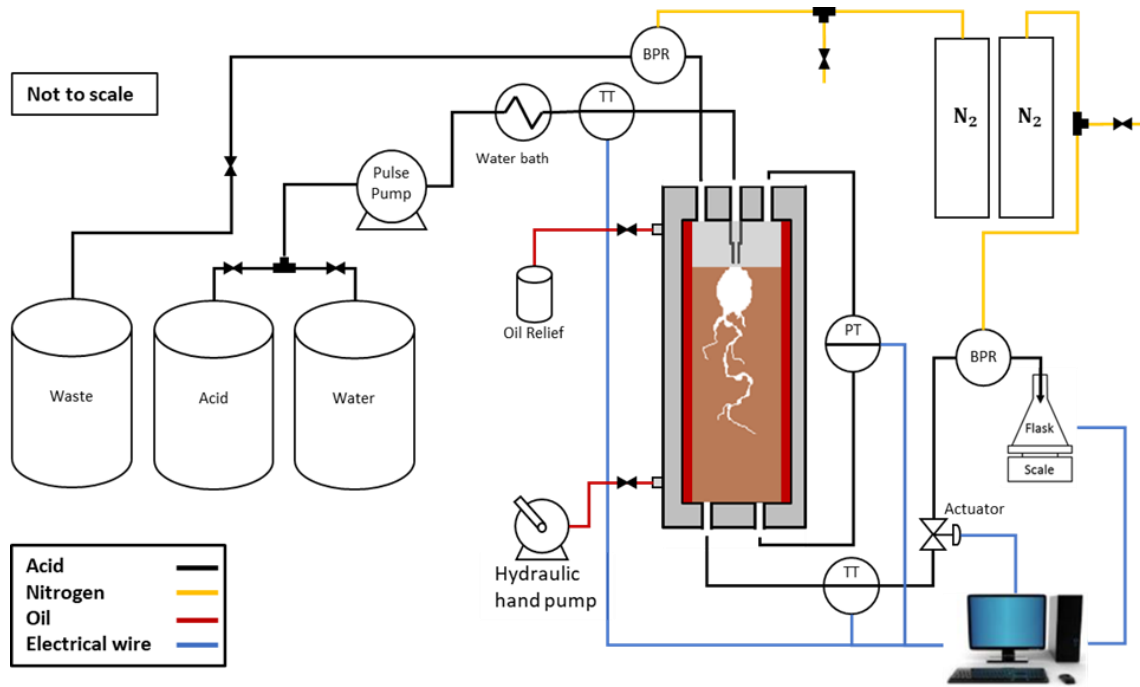 Not to scale
BPR
TT
Water bath
Pulse
Pump
N₂
N₂
Waste
Acid
Water
Oil Relief
PT
BPR
Flask
Scale
Actuator
Hydraulic
hand pump
TT
Acid
Nitrogen
Oil
Electrical wire